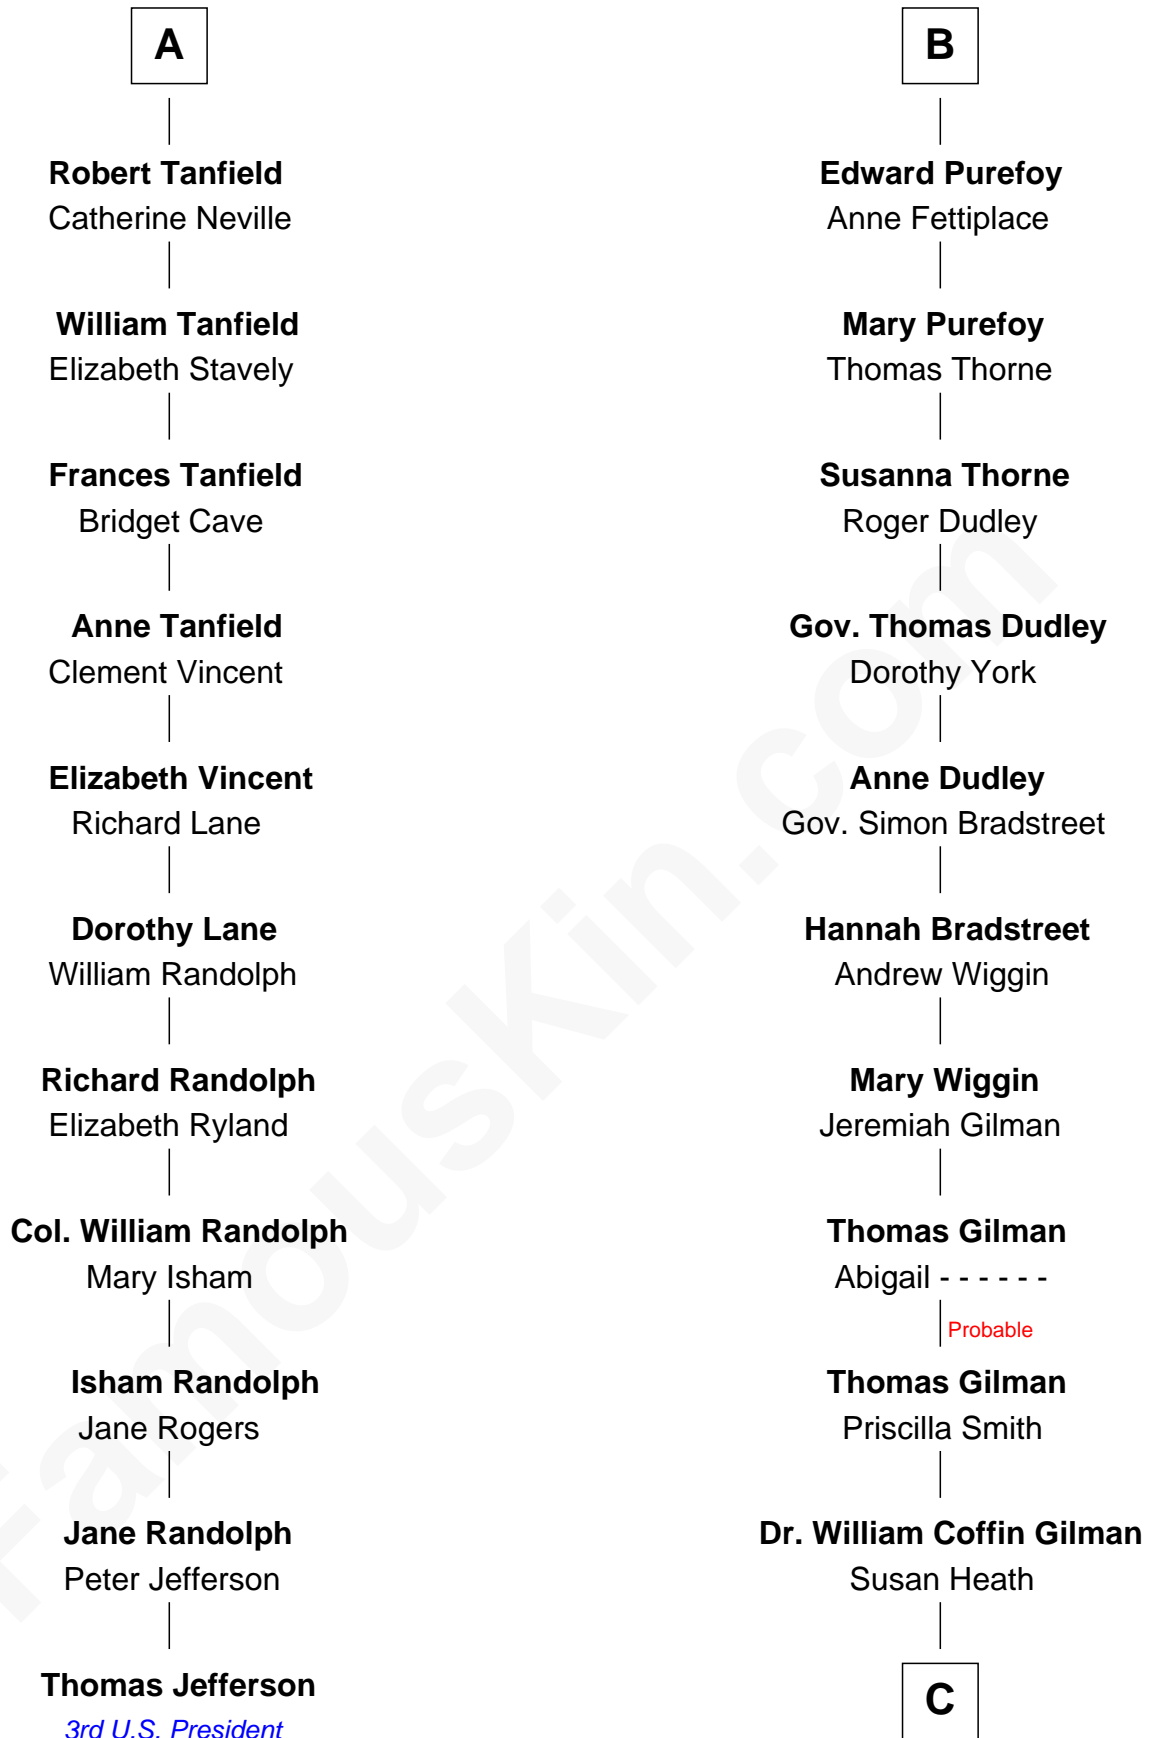 A
Robert Tanfield
Catherine Neville
William Tanfield
Elizabeth Stavely
Frances Tanfield
Bridget Cave
Anne Tanfield
Clement Vincent
Elizabeth Vincent
Richard Lane
Dorothy Lane
William Randolph
Richard Randolph
Elizabeth Ryland
Col. William Randolph
Mary Isham
Isham Randolph
Jane Rogers
Jane Randolph
Peter Jefferson
Thomas Jefferson
3rd U.S. President
B
Edward Purefoy
Anne Fettiplace
Mary Purefoy
Thomas Thorne
Susanna Thorne
Roger Dudley
Gov. Thomas Dudley
Dorothy York
Anne Dudley
Gov. Simon Bradstreet
Hannah Bradstreet
Andrew Wiggin
Mary Wiggin
Jeremiah Gilman
Thomas Gilman
Abigail - - - - - -
Probable
Thomas Gilman
Priscilla Smith
Dr. William Coffin Gilman
Susan Heath
C
FamousKin.com